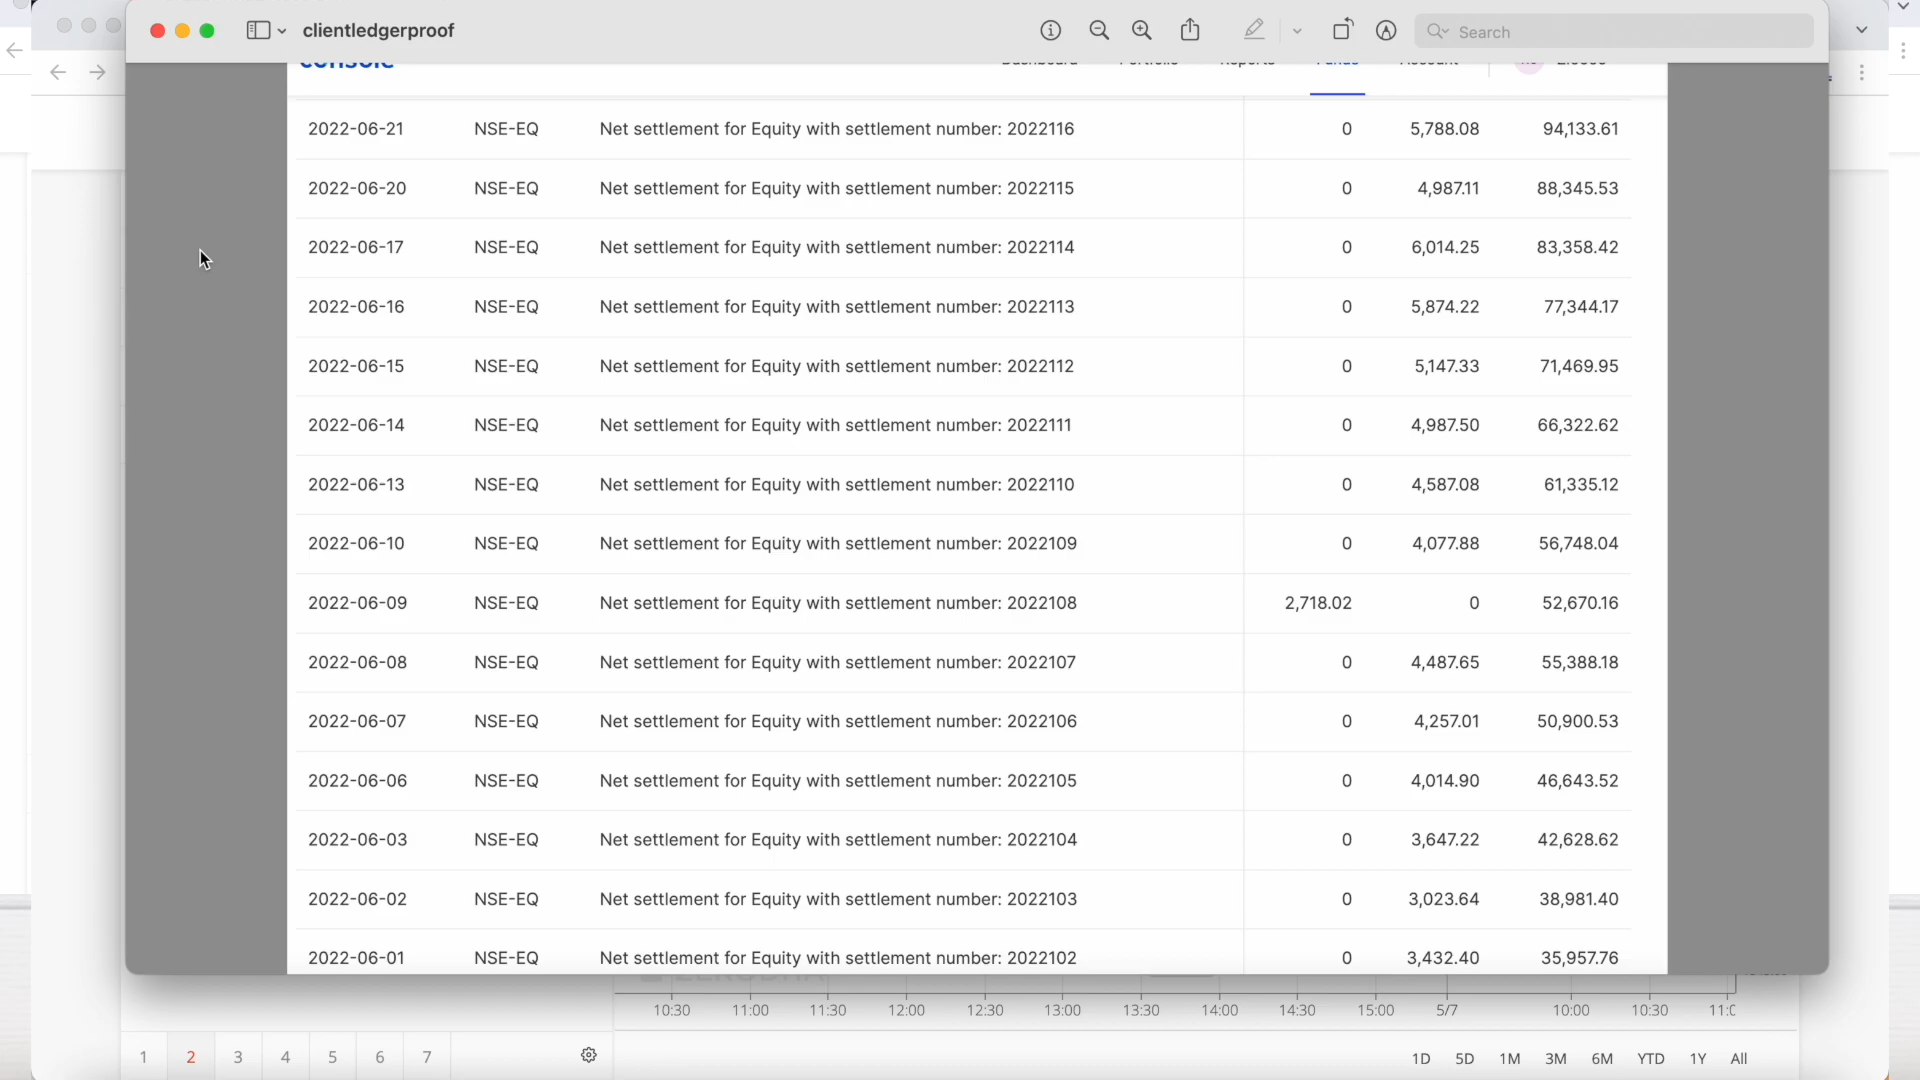 clientledgerproof
Search
console
Dashboard Portfolio Reports Funds Account
2022-06-21 NSE-EQ Net settlement for Equity with settlement number: 2022116 0 5,788.08 94,133.61
2022-06-20 NSE-EQ Net settlement for Equity with settlement number: 2022115 0 4,987.11 88,345.53
2022-06-17 NSE-EQ Net settlement for Equity with settlement number: 2022114 0 6,014.25 83,358.42
2022-06-16 NSE-EQ Net settlement for Equity with settlement number: 2022113 0 5,874.22 77,344.17
2022-06-15 NSE-EQ Net settlement for Equity with settlement number: 2022112 0 5,147.33 71,469.95
2022-06-14 NSE-EQ Net settlement for Equity with settlement number: 2022111 0 4,987.50 66,322.62
2022-06-13 NSE-EQ Net settlement for Equity with settlement number: 2022110 0 4,587.08 61,335.12
2022-06-10 NSE-EQ Net settlement for Equity with settlement number: 2022109 0 4,077.88 56,748.04
2022-06-09 NSE-EQ Net settlement for Equity with settlement number: 2022108 2,718.02 0 52,670.16
2022-06-08 NSE-EQ Net settlement for Equity with settlement number: 2022107 0 4,487.65 55,388.18
2022-06-07 NSE-EQ Net settlement for Equity with settlement number: 2022106 0 4,257.01 50,900.53
2022-06-06 NSE-EQ Net settlement for Equity with settlement number: 2022105 0 4,014.90 46,643.52
2022-06-03 NSE-EQ Net settlement for Equity with settlement number: 2022104 0 3,647.22 42,628.62
2022-06-02 NSE-EQ Net settlement for Equity with settlement number: 2022103 0 3,023.64 38,981.40
2022-06-01 NSE-EQ Net settlement for Equity with settlement number: 2022102 0 3,432.40 35,957.76
10:30 11:00 11:30 12:00 12:30 13:00 13:30 14:00 14:30 15:00 5/7 10:00 10:30
1 2 3 4 5 6 7 1D 5D 1M 3M 6M YTD 1Y All